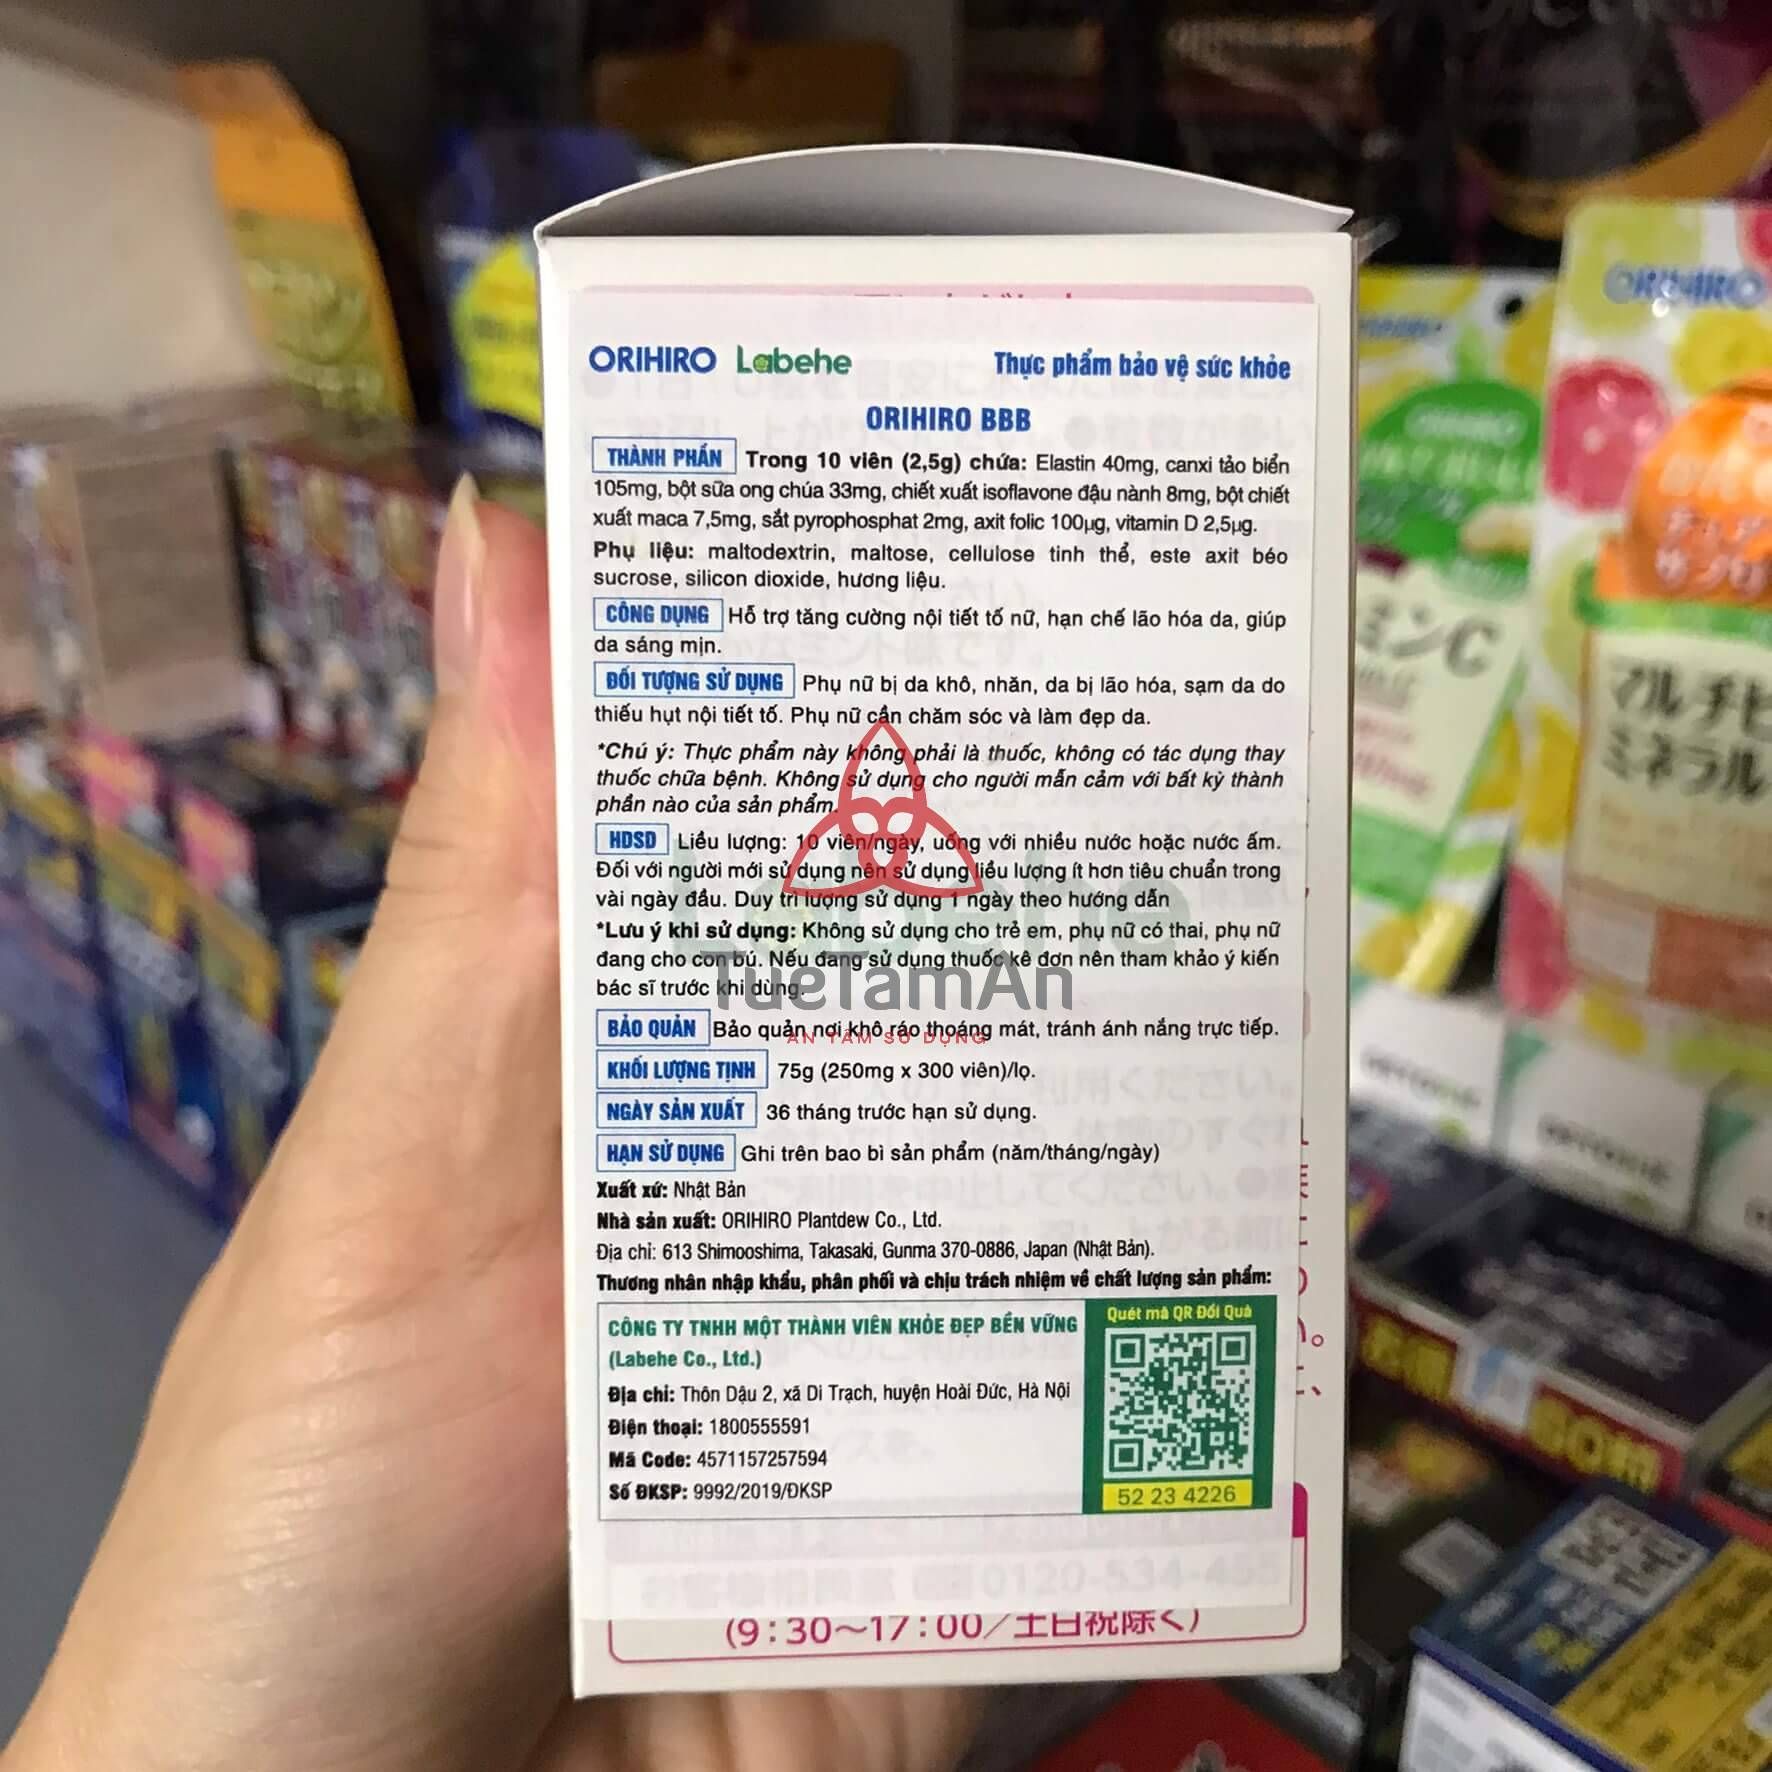 ORIHIRO Labehe Thực phẩm bảo vệ sức khỏe
ORIHIRO BBB
THÀNH PHẦN Trong 10 viên (2,5g) chứa: Elastin 40mg, canxi tảo biển
105mg, bột sữa ong chúa 33mg, chiết xuất isoflavone đậu nành 8mg, bột chiết
xuất maca 7,5mg, sắt pyrophosphat 2mg, axit folic 100µg, vitamin D 2,5µg.
Phụ liệu: maltodextrin, maltose, cellulose tinh thể, este axit béo
sucrose, silicon dioxide, hương liệu.
CÔNG DỤNG Hỗ trợ tăng cường nội tiết tố nữ, hạn chế lão hóa da, giúp
da sáng mịn.
ĐỐI TƯỢNG SỬ DỤNG Phụ nữ bị da khô, nhăn, da bị lão hóa, sạm da do
thiếu hụt nội tiết tố. Phụ nữ cần chăm sóc và làm đẹp da.
*Chú ý: Thực phẩm này không phải là thuốc, không có tác dụng thay
thuốc chữa bệnh. Không sử dụng cho người mẫn cảm với bất kỳ thành
phần nào của sản phẩm.
HDSD Liều lượng: 10 viên/ngày, uống với nhiều nước hoặc nước ấm.
Đối với người mới sử dụng nên sử dụng liều lượng ít hơn tiêu chuẩn trong
vài ngày đầu. Duy trì lượng sử dụng 1 ngày theo hướng dẫn
*Lưu ý khi sử dụng: Không sử dụng cho trẻ em, phụ nữ có thai, phụ nữ
đang cho con bú. Nếu đang sử dụng thuốc kê đơn nên tham khảo ý kiến
bác sĩ trước khi dùng.
Labehe
TueTamAn
AN TÂM SỬ DỤNG
BẢO QUẢN Bảo quản nơi khô ráo thoáng mát, tránh ánh nắng trực tiếp.
KHỐI LƯỢNG TỊNH 75g (250mg x 300 viên)/lọ.
NGÀY SẢN XUẤT 36 tháng trước hạn sử dụng.
HẠN SỬ DỤNG Ghi trên bao bì sản phẩm (năm/tháng/ngày)
Xuất xứ: Nhật Bản
Nhà sản xuất: ORIHIRO Plantdew Co., Ltd.
Địa chỉ: 613 Shimooshima, Takasaki, Gunma 370-0886, Japan (Nhật Bản).
Thương nhân nhập khẩu, phân phối và chịu trách nhiệm về chất lượng sản phẩm:
CÔNG TY TNHH MỘT THÀNH VIÊN KHỎE ĐẸP BỀN VỮNG
(Labehe Co., Ltd.)
Địa chỉ: Thôn Dậu 2, xã Di Trạch, huyện Hoài Đức, Hà Nội
Điện thoại: 1800555591
Mã Code: 4571157257594
Số ĐKSP: 9992/2019/ĐKSP
Quét mã QR Đổi Quà
52 23 4226
0120-534-455
(9:30～17:00/土日祝除く)
ORIHIRO
ミンC
ORIHIRO
マルチビ
ミネラル